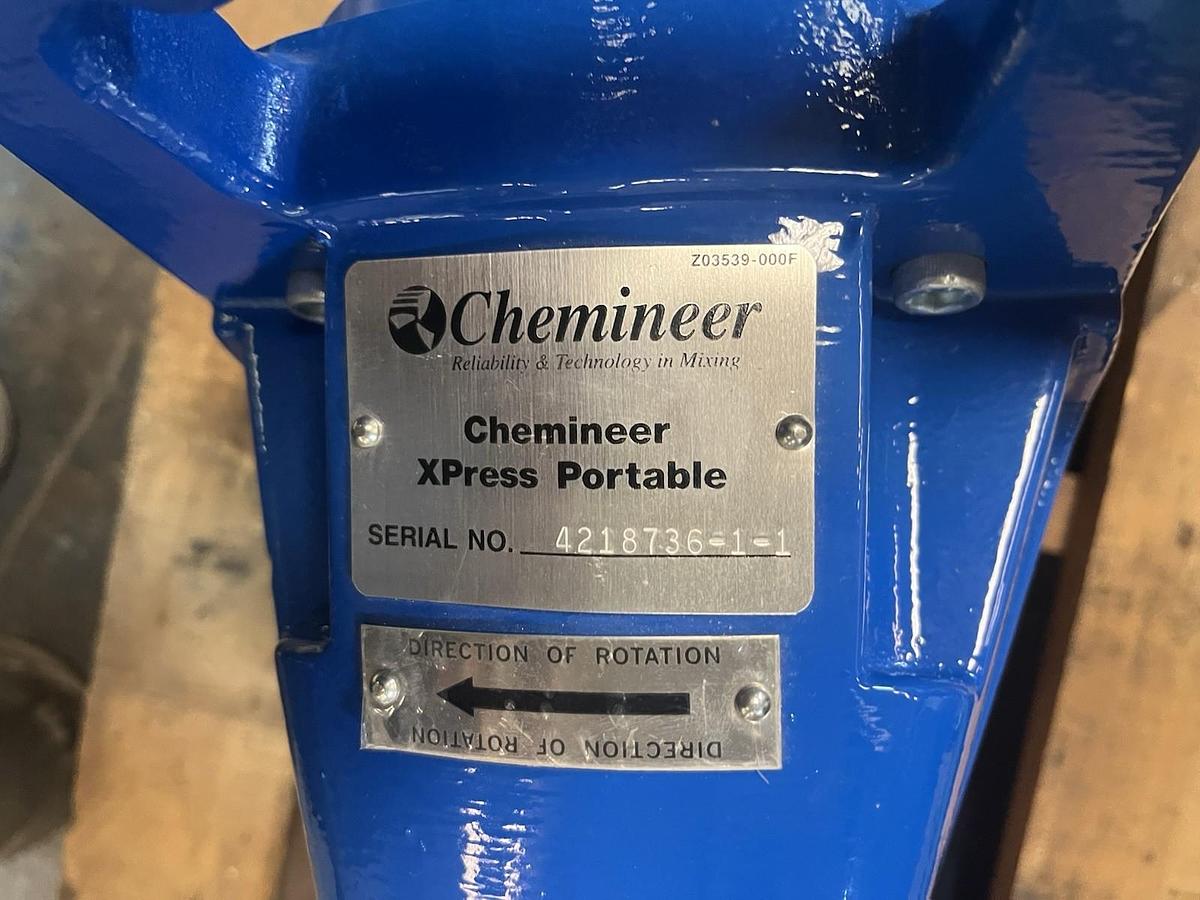 Z03539-000F
Chemineer
Reliability & Technology in Mixing
Chemineer
XPress Portable
SERIAL NO. 4218736-1-1
DIRECTION OF ROTATION
DIRECTION OF ROTATION